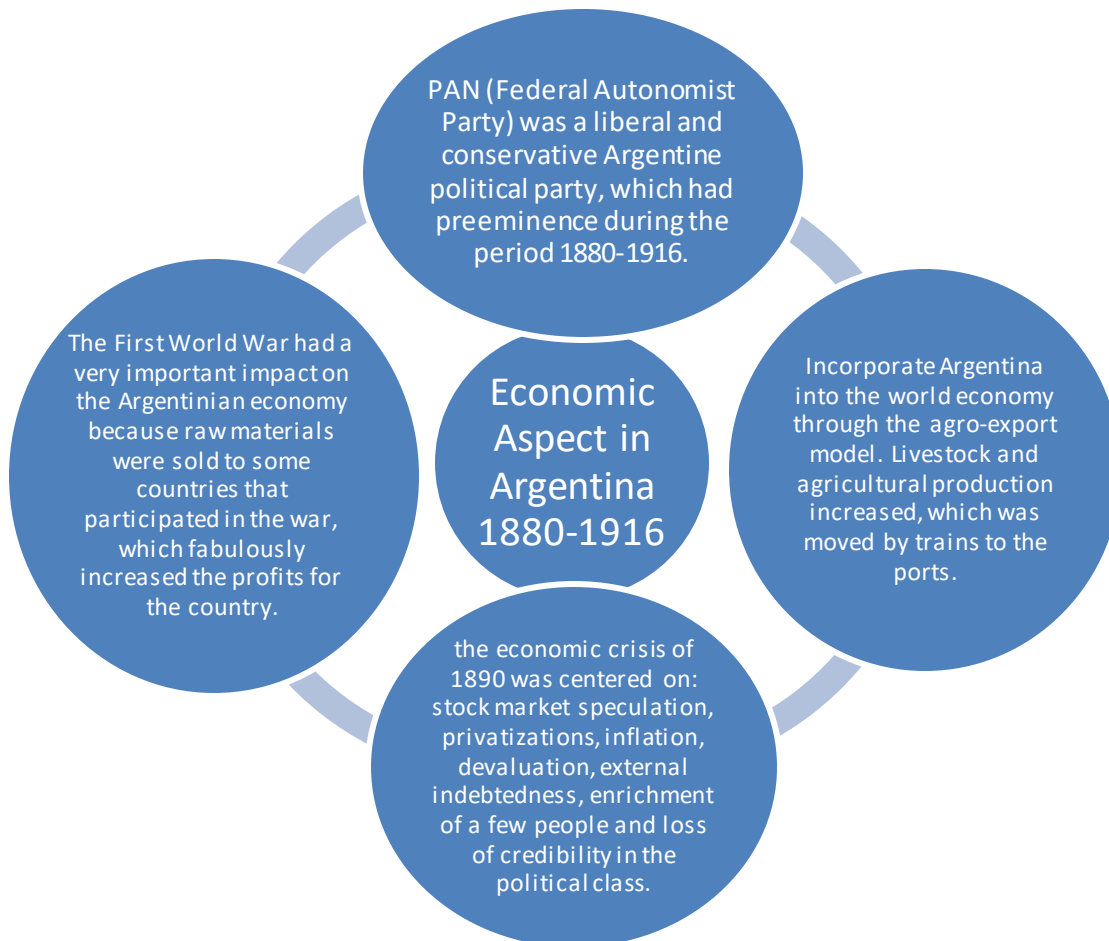 PAN (Federal Autonomist
Party) was a liberal and
conservative Argentine
political party, which had
preeminence during the
period 1880-1916.
The First World War had a
very important impact on
the Argentinian economy
because raw materials
were sold to some
countries that
participated in the war,
which fabulously
increased the profits for
the country.
Economic
Aspect in
Argentina
1880-1916
Incorporate Argentina
into the world economy
through the agro-export
model. Livestock and
agricultural production
increased, which was
moved by trains to the
ports.
the economic crisis of
1890 was centered on:
stock market speculation,
privatizations, inflation,
devaluation, external
indebtedness, enrichment
of a few people and loss
of credibility in the
political class.